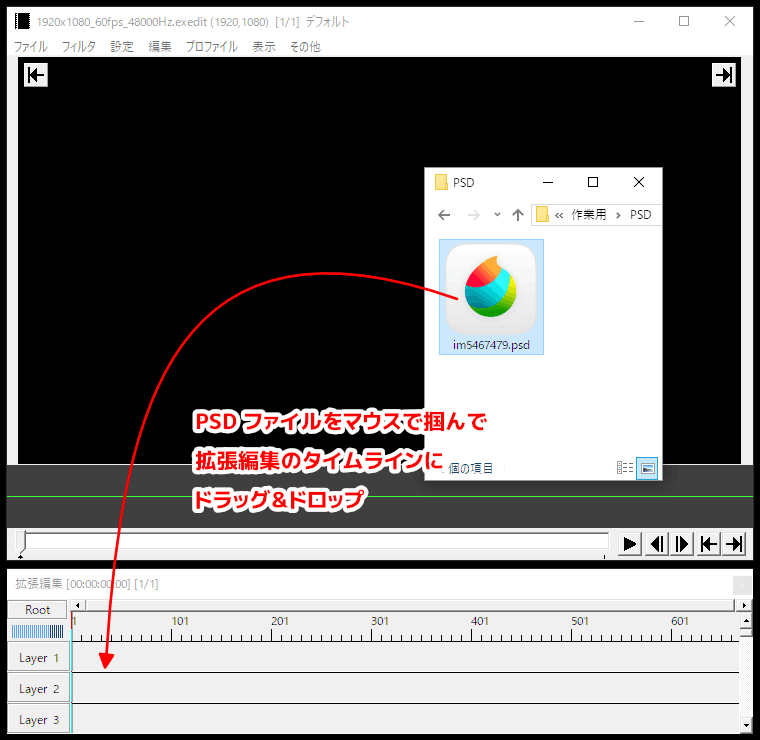 1920x1080_60fps_48000Hz.exedit (1920,1080) [1/1] デフォルト
ファイル フィルタ 設定 編集 プロファイル 表示 その他
PSD
« 作業用 › PSD
im5467479.psd
PSD ファイルをマウスで掴んで
拡張編集のタイムラインに
ドラッグ&ドロップ
個の項目
拡張編集 [00:00:00.00] [1/1]
Root
1 101 201 301 401 501 601
Layer 1
Layer 2
Layer 3